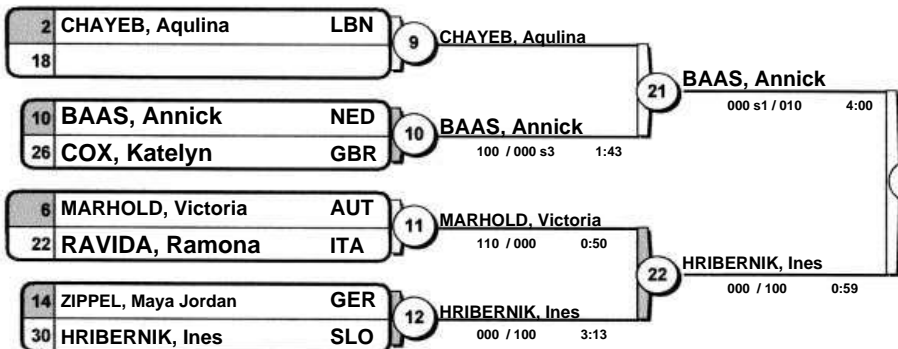 2 CHAYEB, Aqulina LBN
18
9 CHAYEB, Aqulina
10 BAAS, Annick NED
26 COX, Katelyn GBR
10 BAAS, Annick
100 / 000 s3 1:43
21 BAAS, Annick
000 s1 / 010 4:00
6 MARHOLD, Victoria AUT
22 RAVIDA, Ramona ITA
11 MARHOLD, Victoria
110 / 000 0:50
14 ZIPPEL, Maya Jordan GER
30 HRIBERNIK, Ines SLO
12 HRIBERNIK, Ines
000 / 100 3:13
22 HRIBERNIK, Ines
000 / 100 0:59